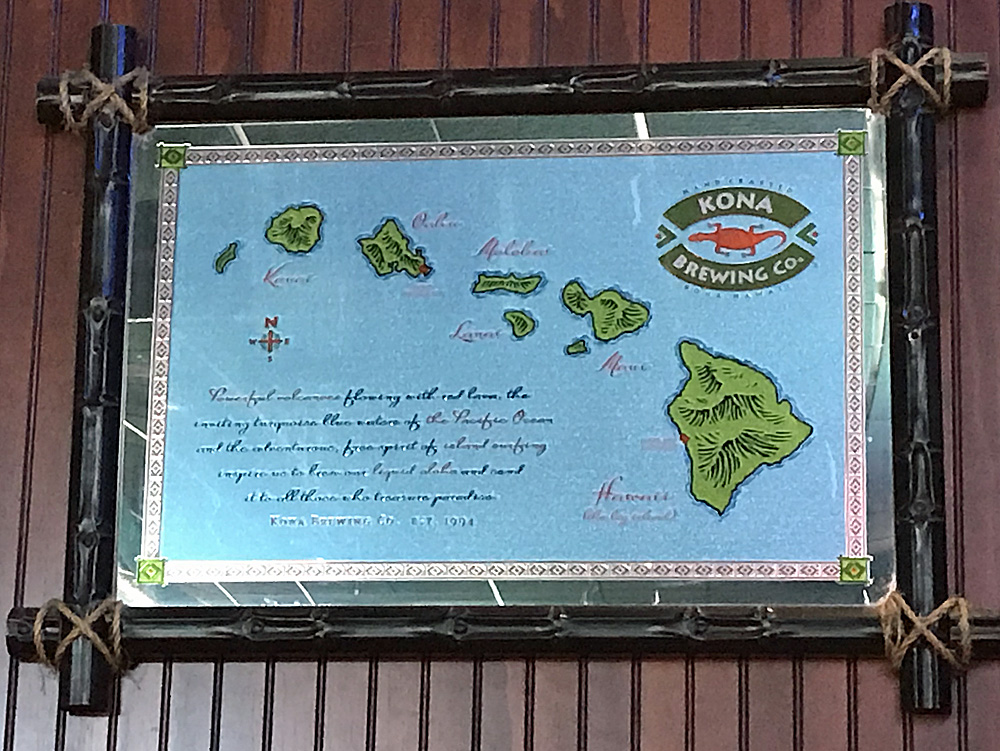 HAND CRAFTED
KONA
BREWING CO.
KONA, HAWAII
Oahu
Molokai
Kauai
Lanai
Maui
N
W E
S
Powerful volcanoes flowing with red lava, the
inviting turquoise blue waters of the Pacific Ocean
and the adventurous, free spirit of island surfing
inspire us to brew our liquid aloha and send
it to all those who treasure paradise.
KONA BREWING CO. 1994
Hawaii
(the big island)